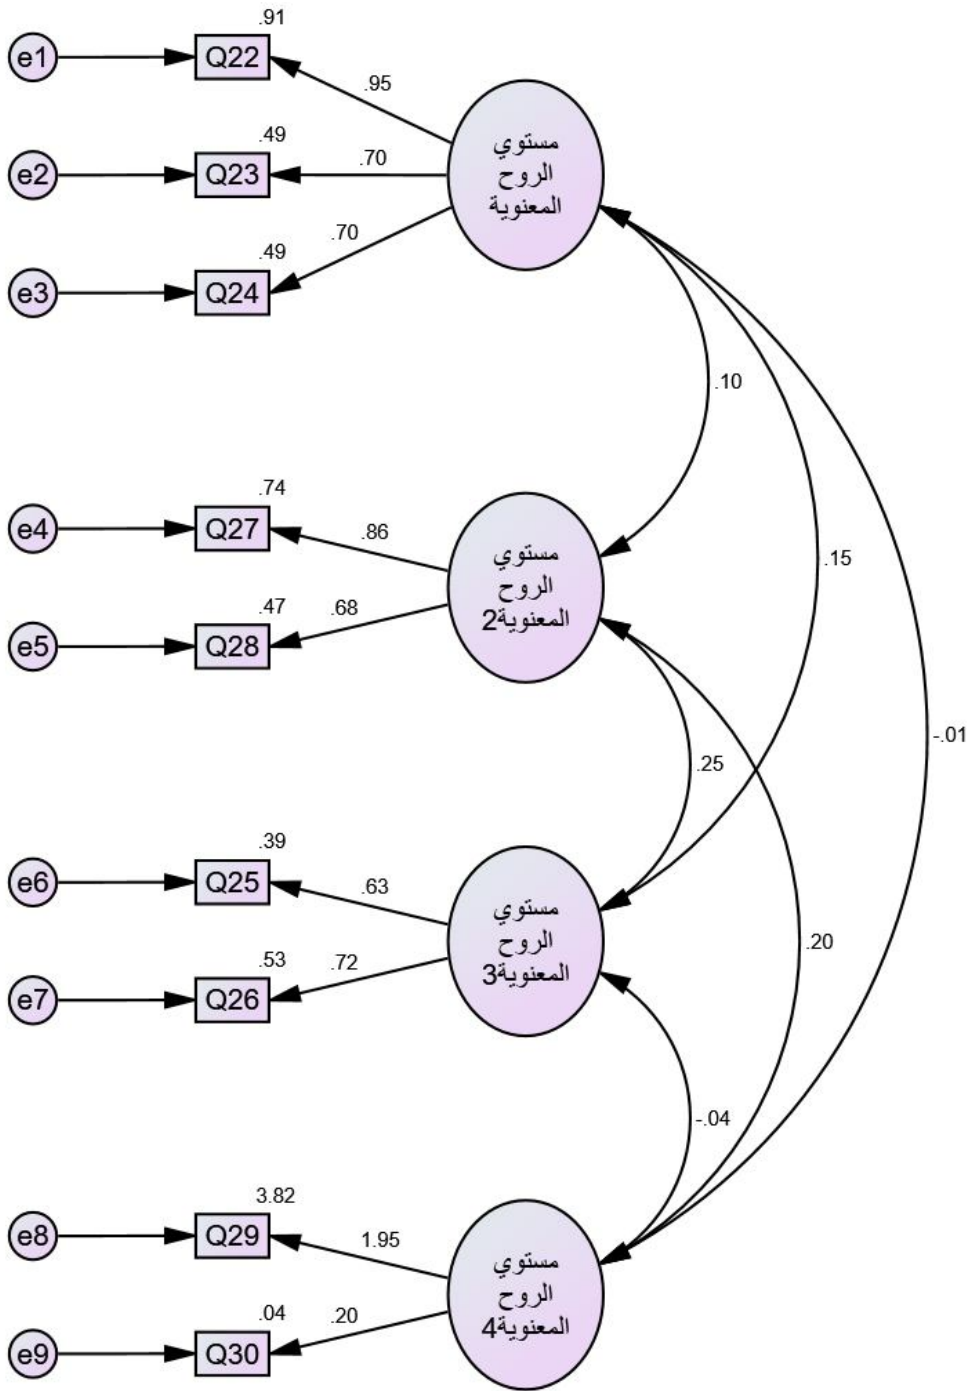 .91
e1
Q22
.95
.49
e2
Q23
.70
.49
e3
Q24
.70
مستوي
الروح
المعنوية
.10
.15
-.01
.74
e4
Q27
.86
.47
e5
Q28
.68
مستوي
الروح
المعنوية2
.25
.20
.39
e6
Q25
.63
.53
e7
Q26
.72
مستوي
الروح
المعنوية3
-.04
3.82
e8
Q29
1.95
.04
e9
Q30
.20
مستوي
الروح
المعنوية4